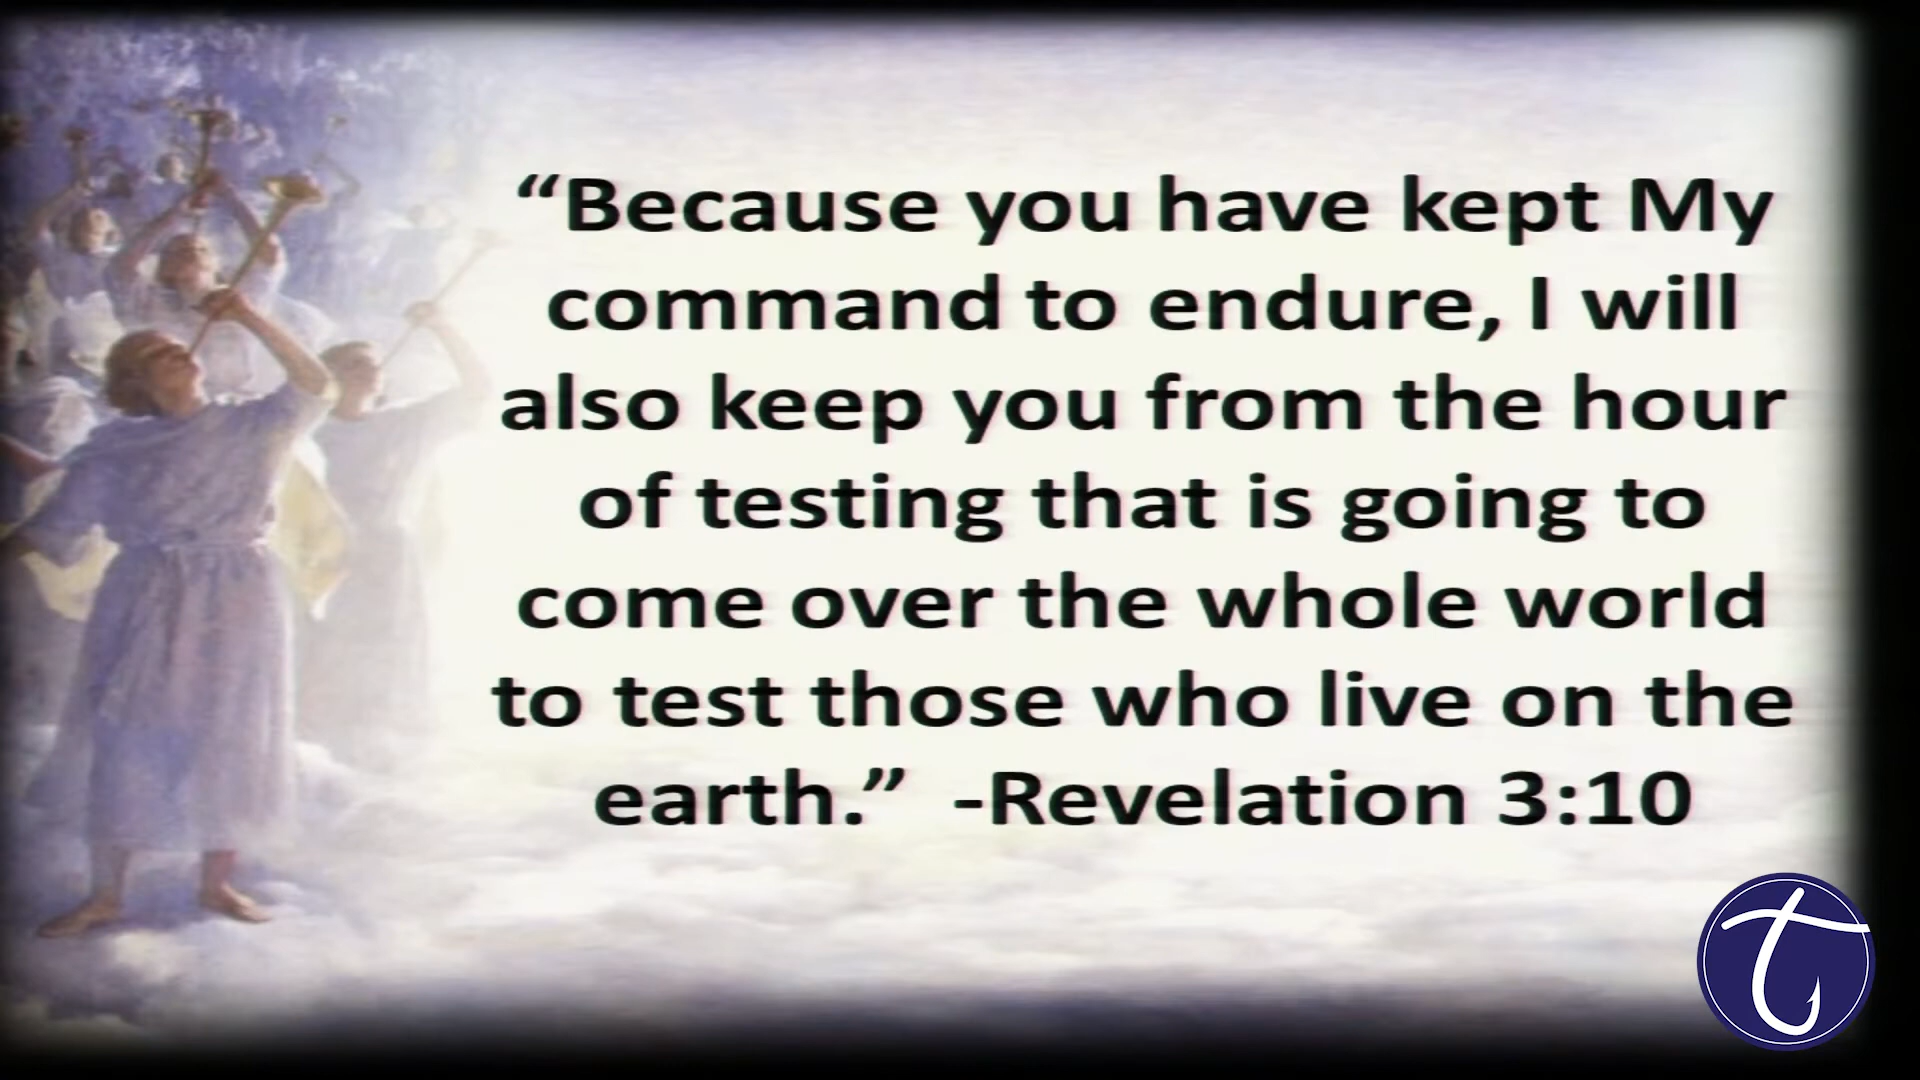 “Because you have kept My
command to endure, I will
also keep you from the hour
of testing that is going to
come over the whole world
to test those who live on the
earth.”  -Revelation 3:10